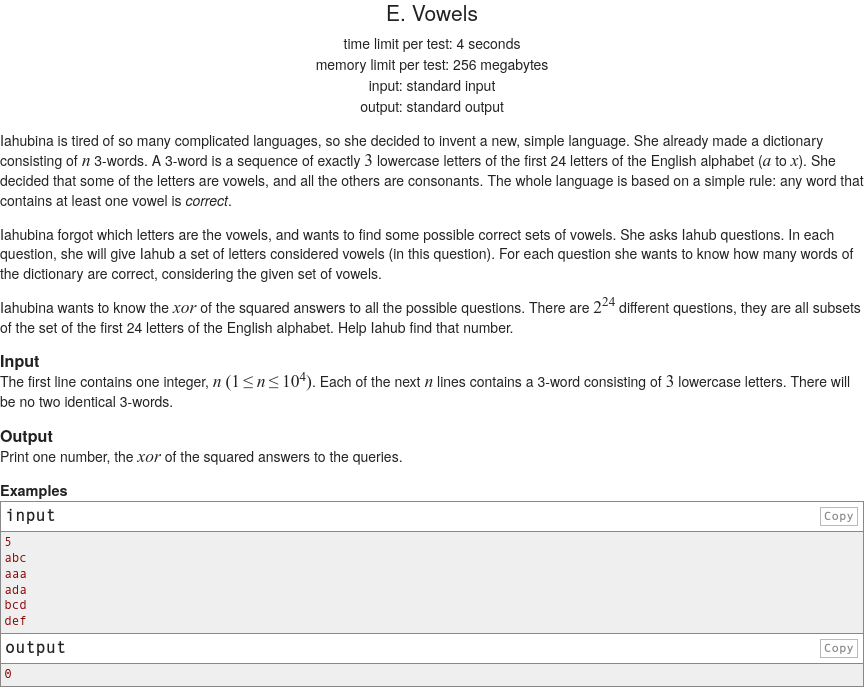 E. Vowels
time limit per test: 4 seconds
memory limit per test: 256 megabytes
input: standard input
output: standard output
Iahubina is tired of so many complicated languages, so she decided to invent a new, simple language. She already made a dictionary
consisting of n 3-words. A 3-word is a sequence of exactly 3 lowercase letters of the first 24 letters of the English alphabet (a to x). She
decided that some of the letters are vowels, and all the others are consonants. The whole language is based on a simple rule: any word that
contains at least one vowel is correct.
Iahubina forgot which letters are the vowels, and wants to find some possible correct sets of vowels. She asks Iahub questions. In each
question, she will give Iahub a set of letters considered vowels (in this question). For each question she wants to know how many words of
the dictionary are correct, considering the given set of vowels.
Iahubina wants to know the xor of the squared answers to all the possible questions. There are 2^24 different questions, they are all subsets
of the set of the first 24 letters of the English alphabet. Help Iahub find that number.
Input
The first line contains one integer, n (1 ≤ n ≤ 10^4). Each of the next n lines contains a 3-word consisting of 3 lowercase letters. There will
be no two identical 3-words.
Output
Print one number, the xor of the squared answers to the queries.
Examples
input Copy
5
abc
aaa
ada
bcd
def
output Copy
0